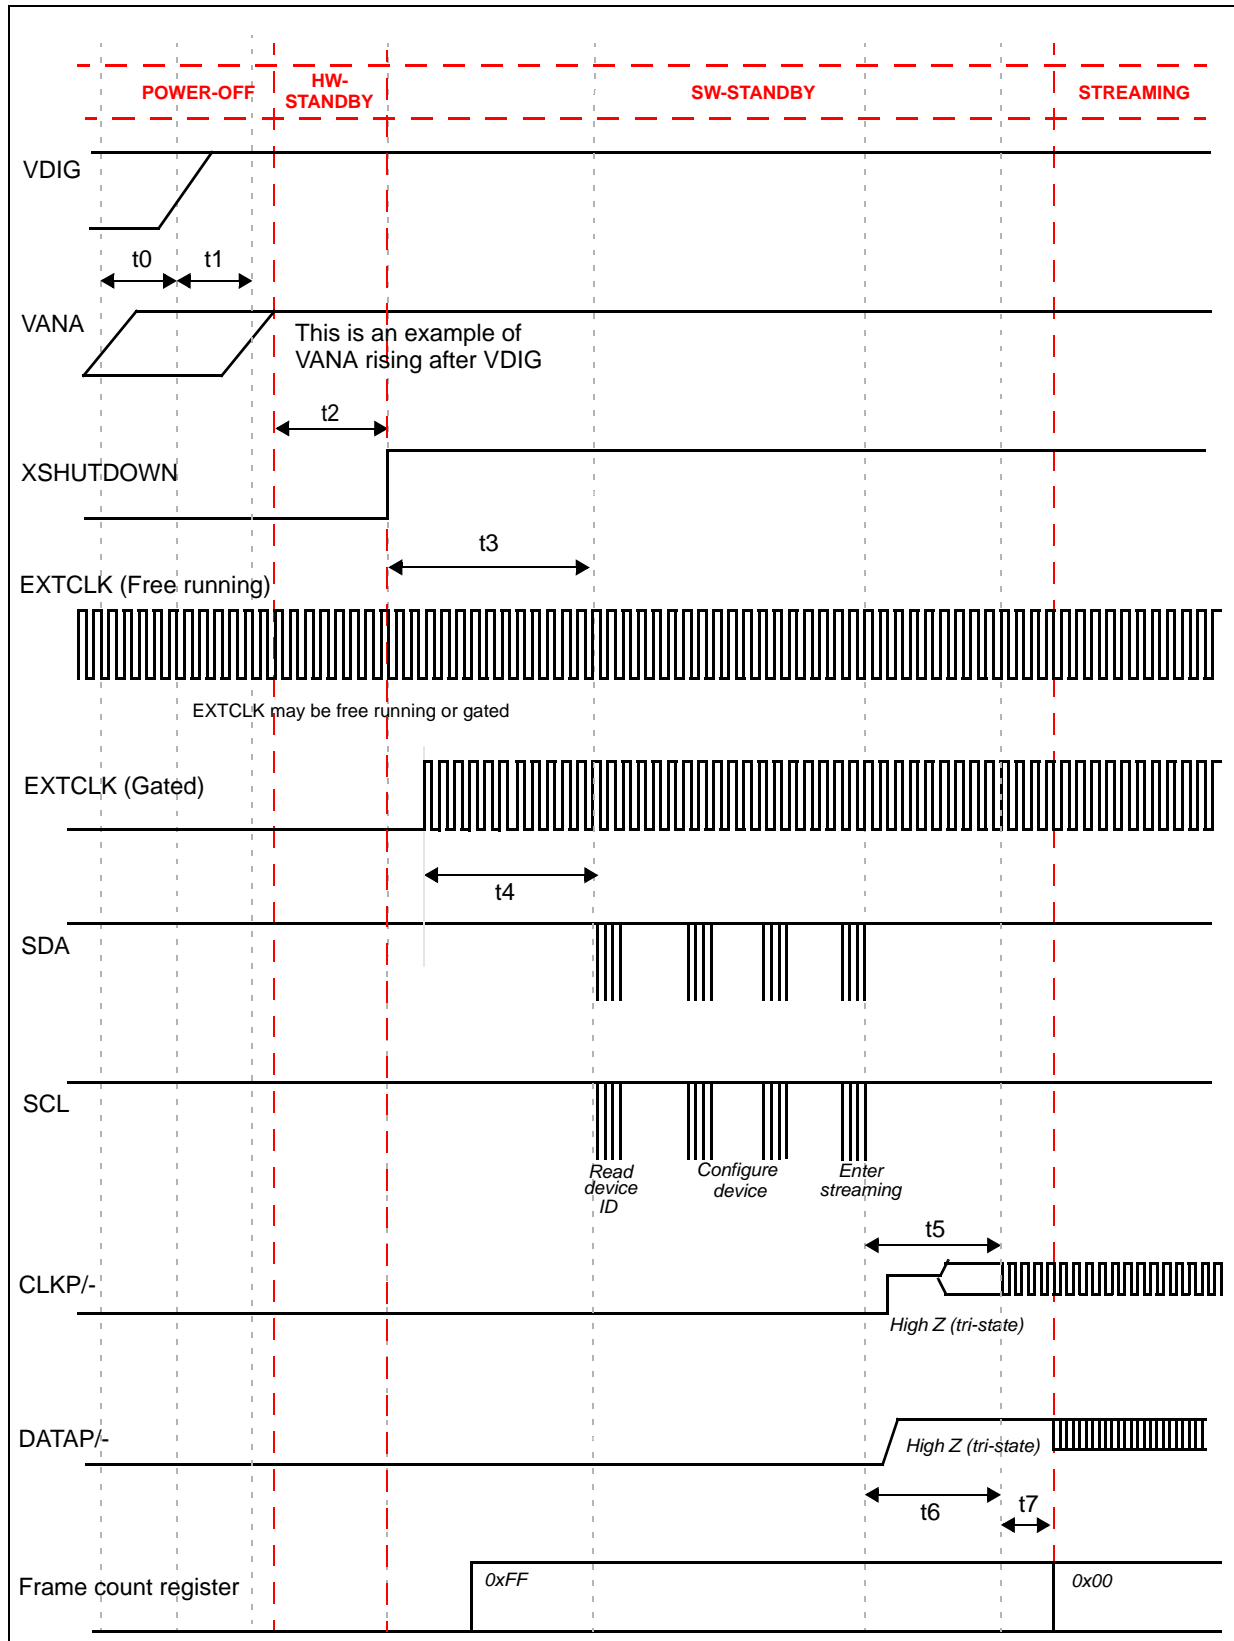 POWER-OFF
HW-
STANDBY
SW-STANDBY
STREAMING
VDIG
t0
t1
VANA
This is an example of
VANA rising after VDIG
t2
XSHUTDOWN
t3
EXTCLK (Free running)
EXTCLK may be free running or gated
EXTCLK (Gated)
t4
SDA
SCL
Read
device
ID
Configure
device
Enter
streaming
t5
CLKP/-
High Z (tri-state)
DATAP/-
High Z (tri-state)
t6
t7
Frame count register
0xFF
0x00